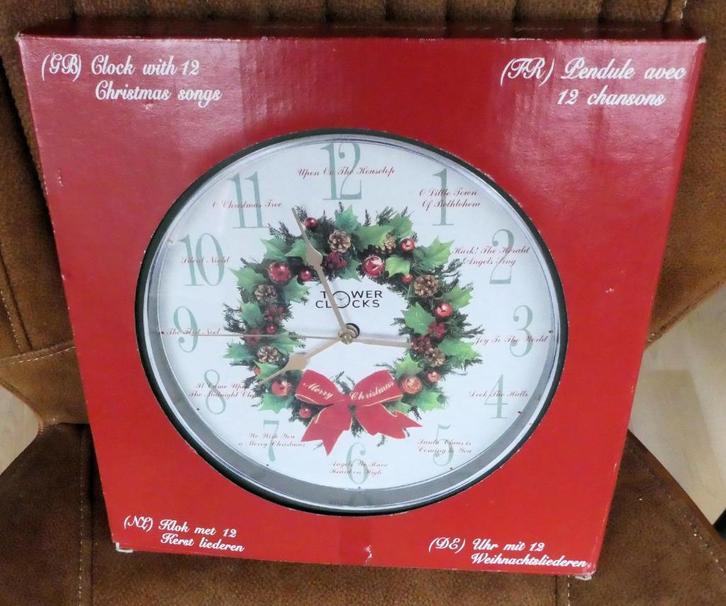 (GB) Clock with 12
Christmas songs
(FR) Pendule avec
12 chansons
12
Upon On The Housetop
11
O Christmas Tree
1
O Little Town
Of Bethlehem
10
Silent Night
2
Hark! The Herald
Angels Sing
TOWER
CLOCKS
9
The First Noel
3
Joy To The World
8
It Came Upon
The Midnight
4
Deck The Halls
Merry Christmas
7
We Wish You
a Merry Christmas
5
Santa Claus is
Coming to You
6
Angels We Have
Heard on High
(NL) Klok met 12
Kerst liederen
(DE) Uhr mit 12
Weihnachtsliederen